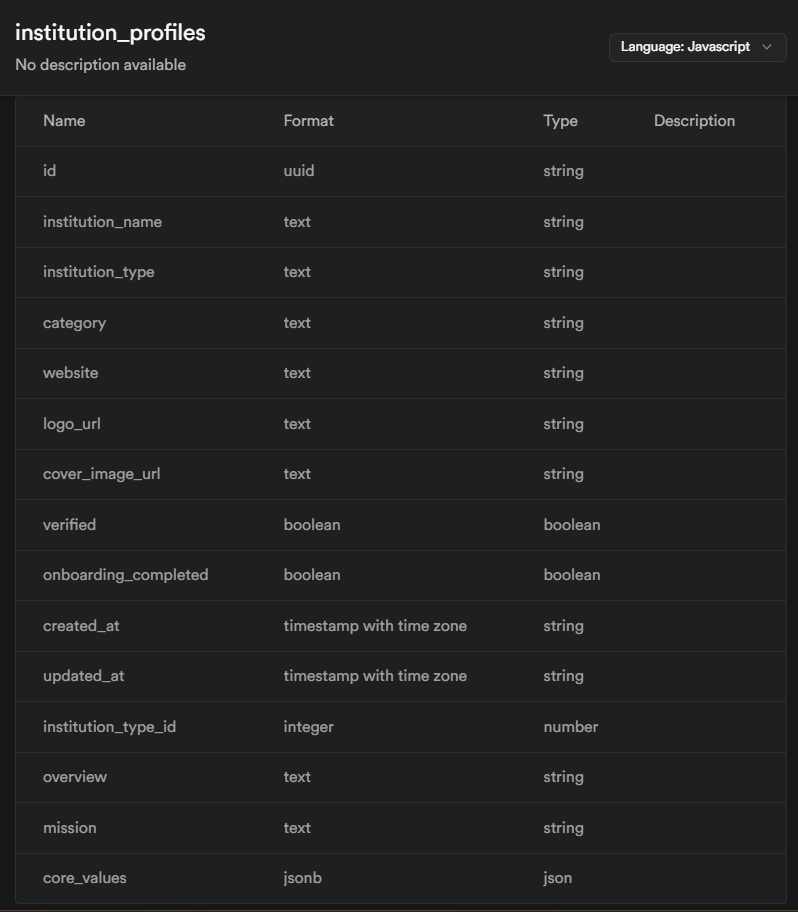 institution_profiles
No description available
Language: Javascript
Name Format Type Description
id uuid string
institution_name text string
institution_type text string
category text string
website text string
logo_url text string
cover_image_url text string
verified boolean boolean
onboarding_completed boolean boolean
created_at timestamp with time zone string
updated_at timestamp with time zone string
institution_type_id integer number
overview text string
mission text string
core_values jsonb json